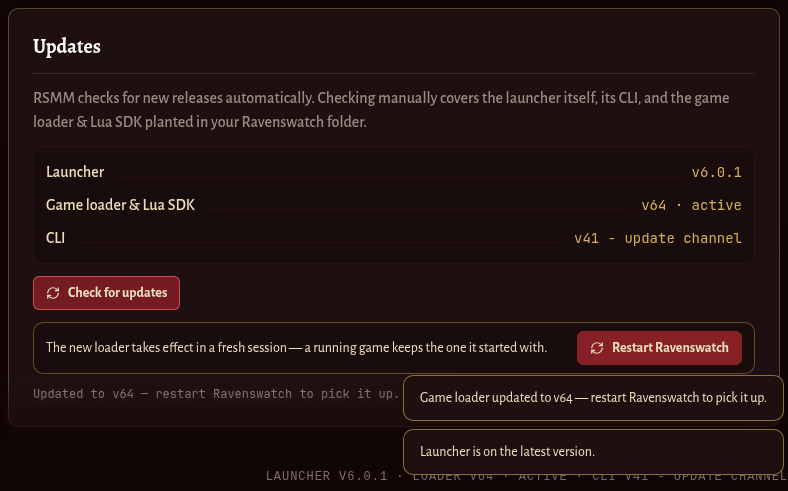 Updates
RSMM checks for new releases automatically. Checking manually covers the launcher itself, its CLI, and the game
loader & Lua SDK planted in your Ravenswatch folder.
Launcher v6.0.1
Game loader & Lua SDK v64 · active
CLI v41 - update channel
Check for updates
The new loader takes effect in a fresh session — a running game keeps the one it started with. Restart Ravenswatch
Updated to v64 — restart Ravenswatch to pick it up.
Game loader updated to v64 — restart Ravenswatch to pick it up.
Launcher is on the latest version.
LAUNCHER V6.0.1 · LOADER V64 · ACTIVE · CLI V41 - UPDATE CHANNEL